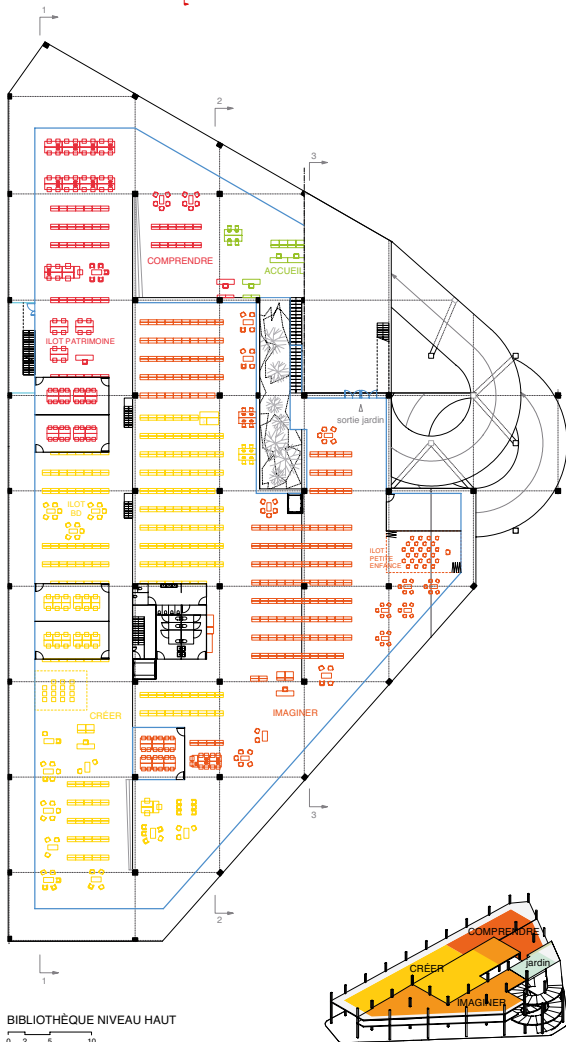 1
2
3
COMPRENDRE
ACCUEIL
ILOT PATRIMOINE
sortie jardin
ILOT
BD
ILOT
PETITE
ENFANCE
CRÉER
IMAGINER
3
2
1
COMPRENDRE
jardin
CRÉER
IMAGINER
BIBLIOTHÈQUE NIVEAU HAUT
0 2 5 10